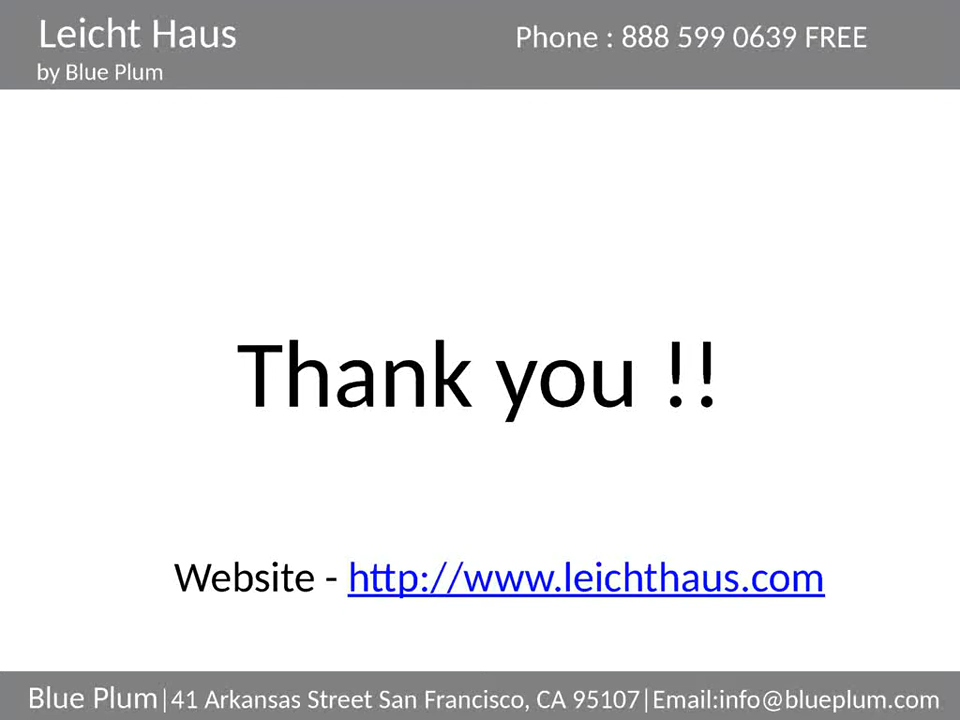 Leicht Haus
by Blue Plum
Phone : 888 599 0639 FREE
Thank you !!
Website - http://www.leichthaus.com
Blue Plum|41 Arkansas Street San Francisco, CA 95107|Email:info@blueplum.com